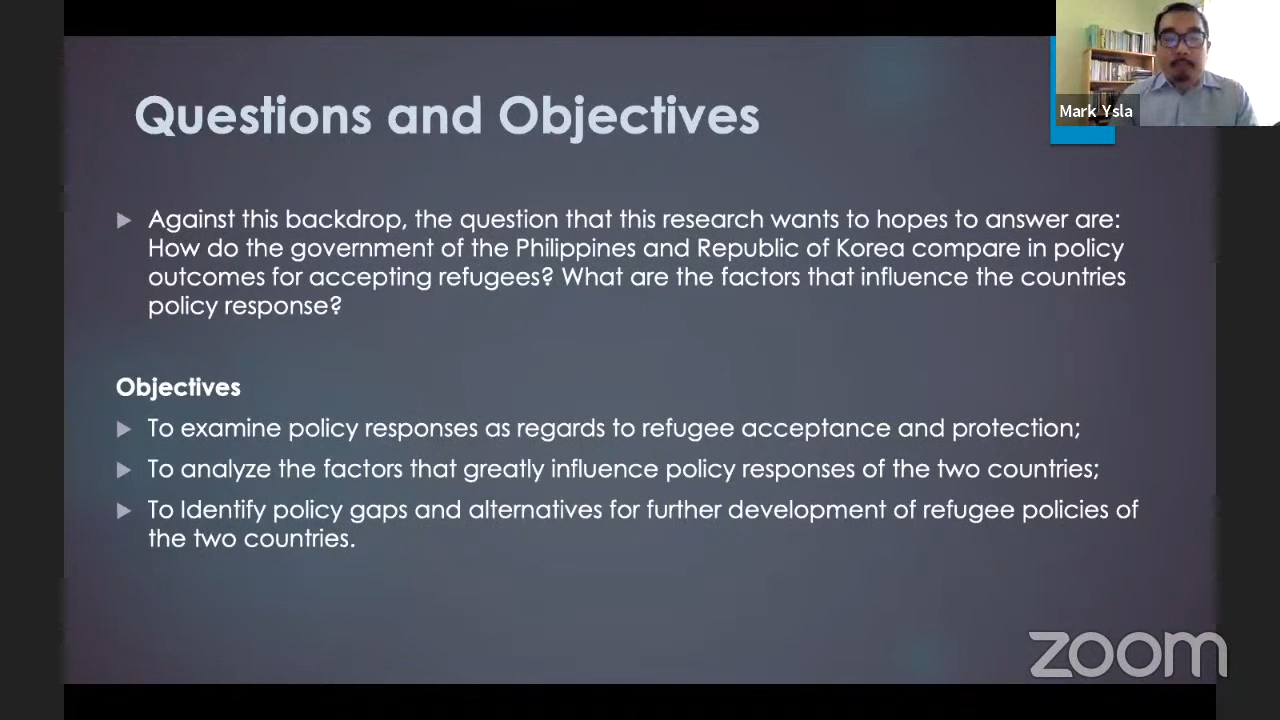 Questions and Objectives
Mark Ysla
Against this backdrop, the question that this research wants to hopes to answer are:
How do the government of the Philippines and Republic of Korea compare in policy
outcomes for accepting refugees? What are the factors that influence the countries
policy response?
Objectives
To examine policy responses as regards to refugee acceptance and protection;
To analyze the factors that greatly influence policy responses of the two countries;
To Identify policy gaps and alternatives for further development of refugee policies of
the two countries.
zoom